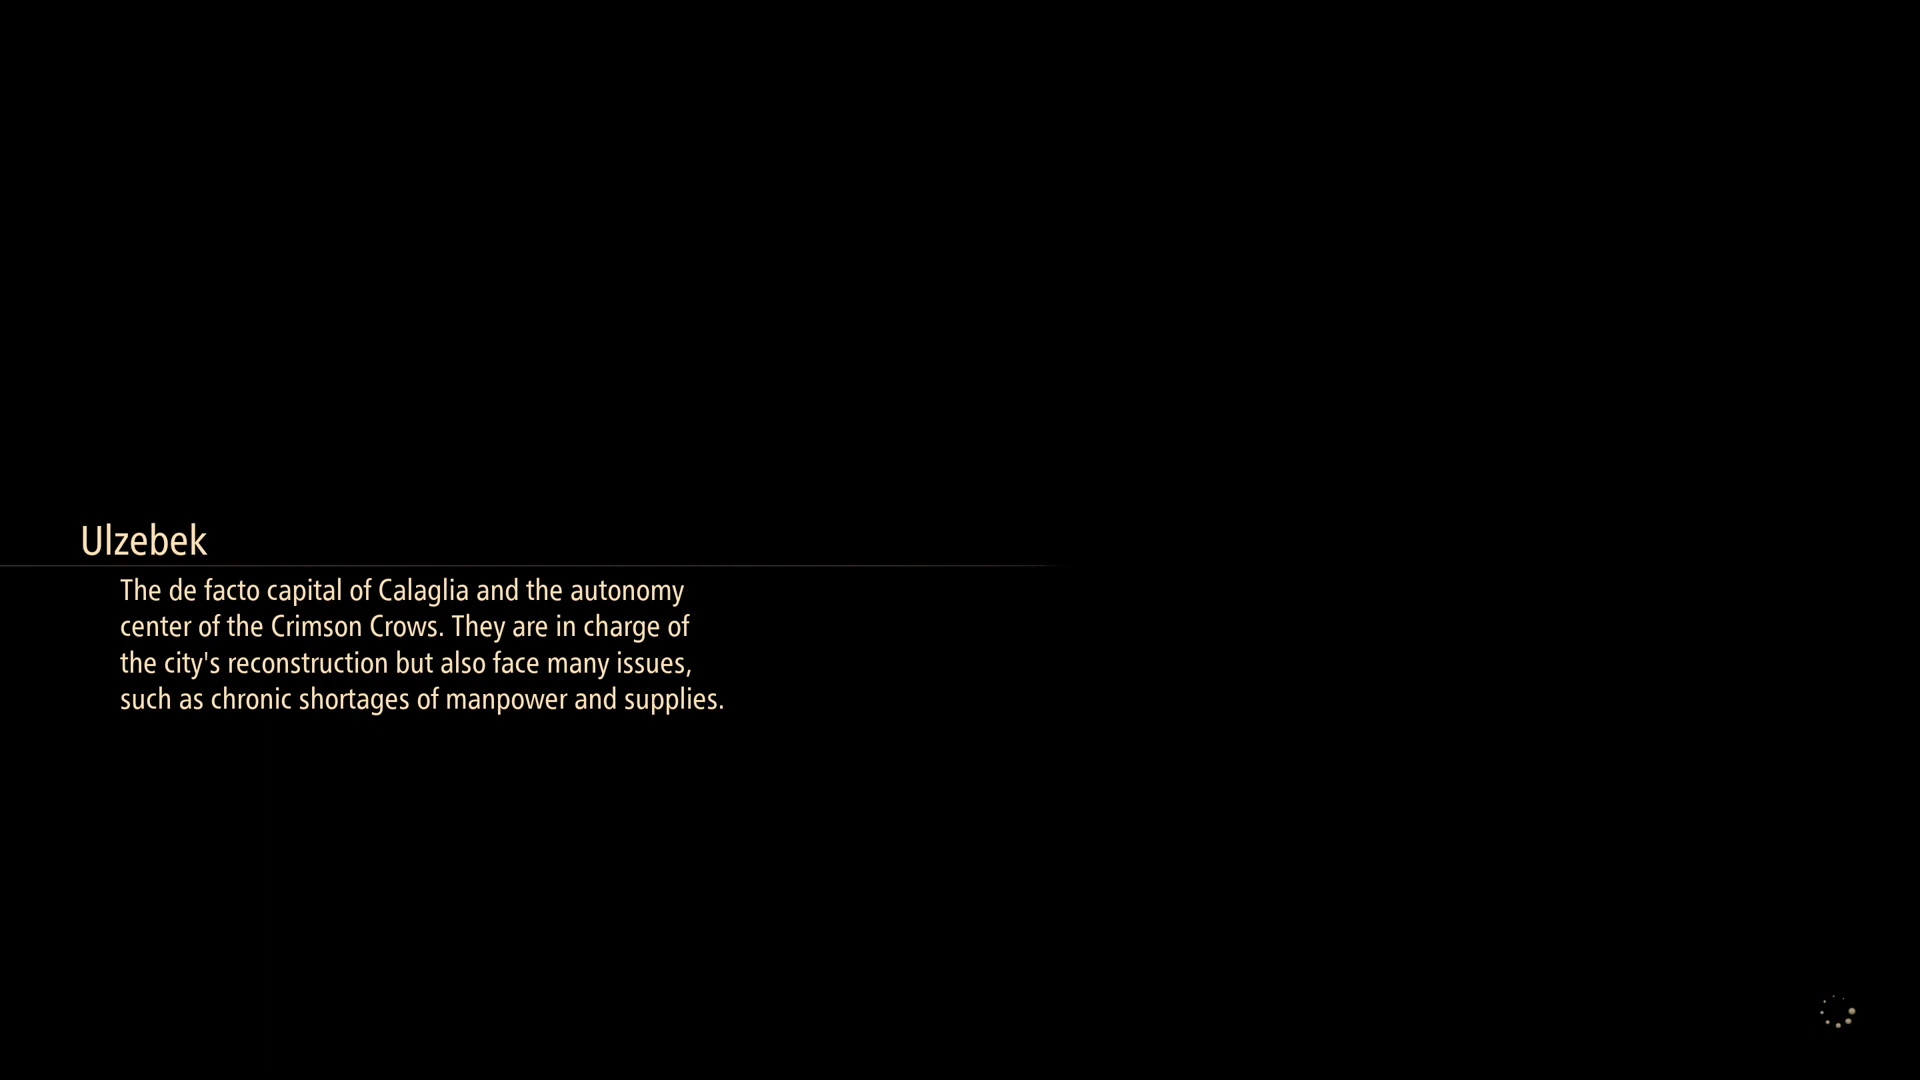 Ulzebek
The de facto capital of Calaglia and the autonomy
center of the Crimson Crows. They are in charge of
the city's reconstruction but also face many issues,
such as chronic shortages of manpower and supplies.